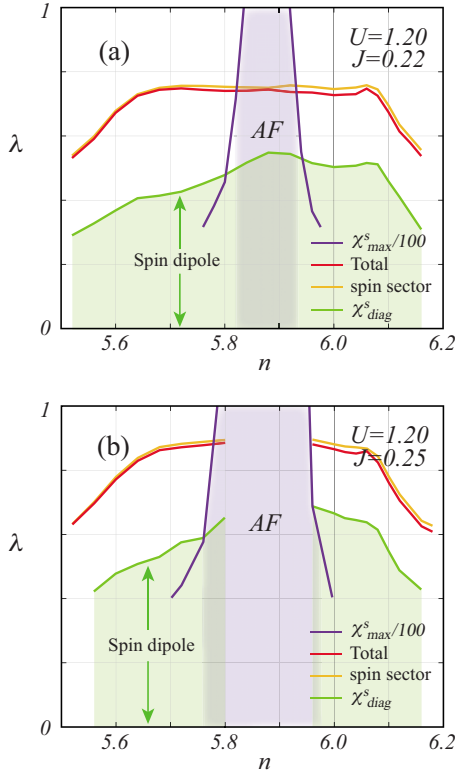 1
(a)
U=1.20
J=0.22
AF
λ
χ^s_max/100
Total
spin sector
χ^s_diag
Spin dipole
0
5.6 5.8 6.0 6.2
n
1
(b)
U=1.20
J=0.25
AF
λ
χ^s_max/100
Total
spin sector
χ^s_diag
Spin dipole
0
5.6 5.8 6.0 6.2
n